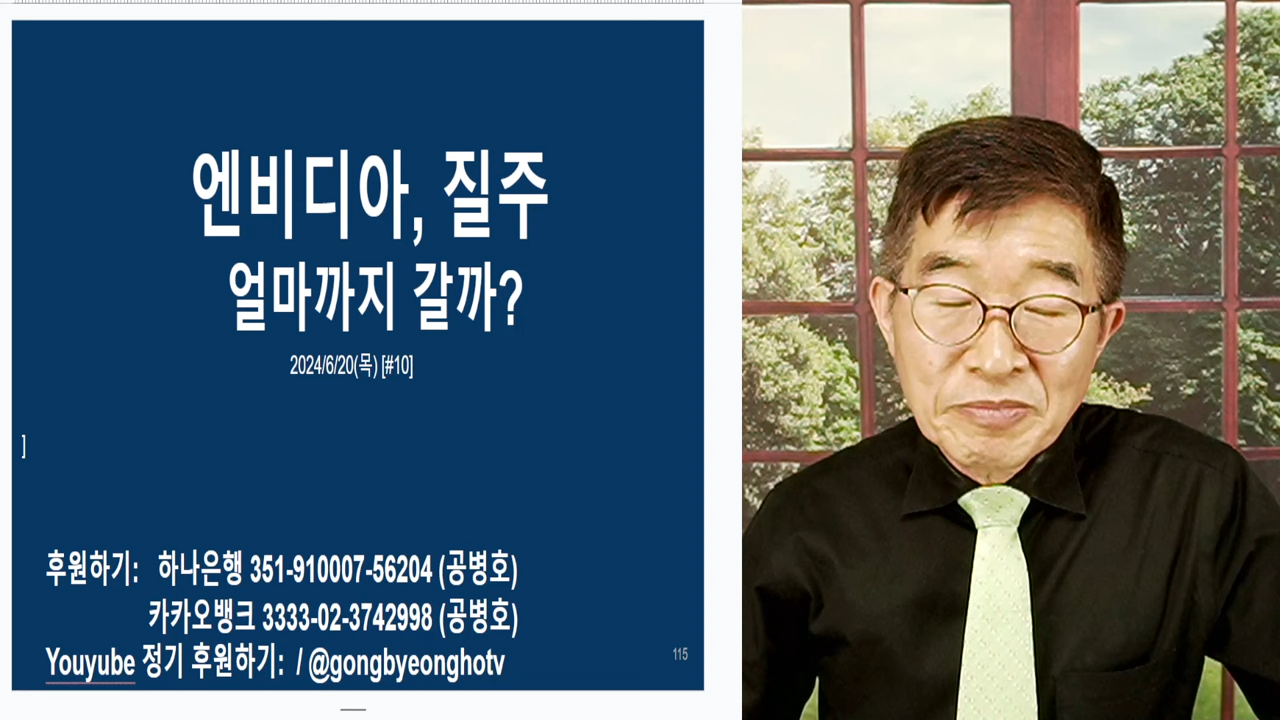 엔비디아, 질주
얼마까지 갈까?
2024/6/20(목) [#10]
]
후원하기: 하나은행 351-910007-56204 (공병호)
카카오뱅크 3333-02-3742998 (공병호)
Youyube 정기 후원하기: / @gongbyeonghotv
115